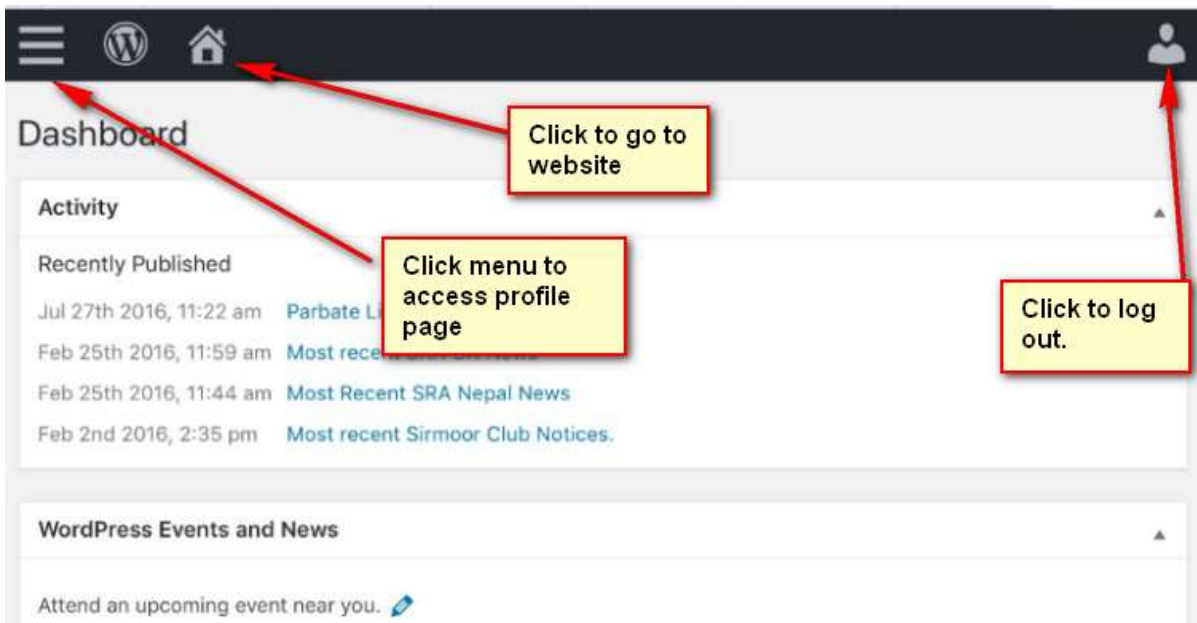 Dashboard
Click to go to
website
Activity
Recently Published
Click menu to
access profile
page
Click to log
out.
Jul 27th 2016, 11:22 am Parbate
Feb 25th 2016, 11:59 am Most
Feb 25th 2016, 11:44 am Most Recent SRA Nepal News
Feb 2nd 2016, 2:35 pm Most recent Sirmoor Club Notices.
WordPress Events and News
Attend an upcoming event near you.